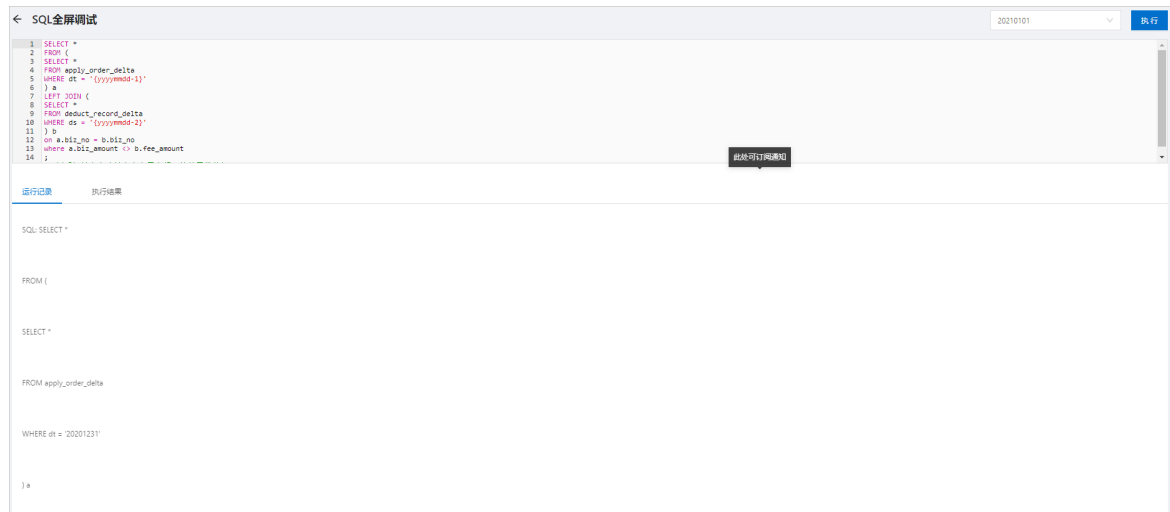 ← SQL全屏调试
20210101
执 行
1 SELECT *
2 FROM (
3 SELECT *
4 FROM apply_order_delta
5 WHERE dt = '{yyyymmdd-1}'
6 ) a
7 LEFT JOIN (
8 SELECT *
9 FROM deduct_record_delta
10 WHERE ds = '{yyyymmdd-2}'
11 ) b
12 on a.biz_no = b.biz_no
13 where a.biz_amount <> b.fee_amount
14 ;
此处可订阅通知
运行记录 执行结果
SQL: SELECT *
FROM (
SELECT *
FROM apply_order_delta
WHERE dt = '20201231'
) a